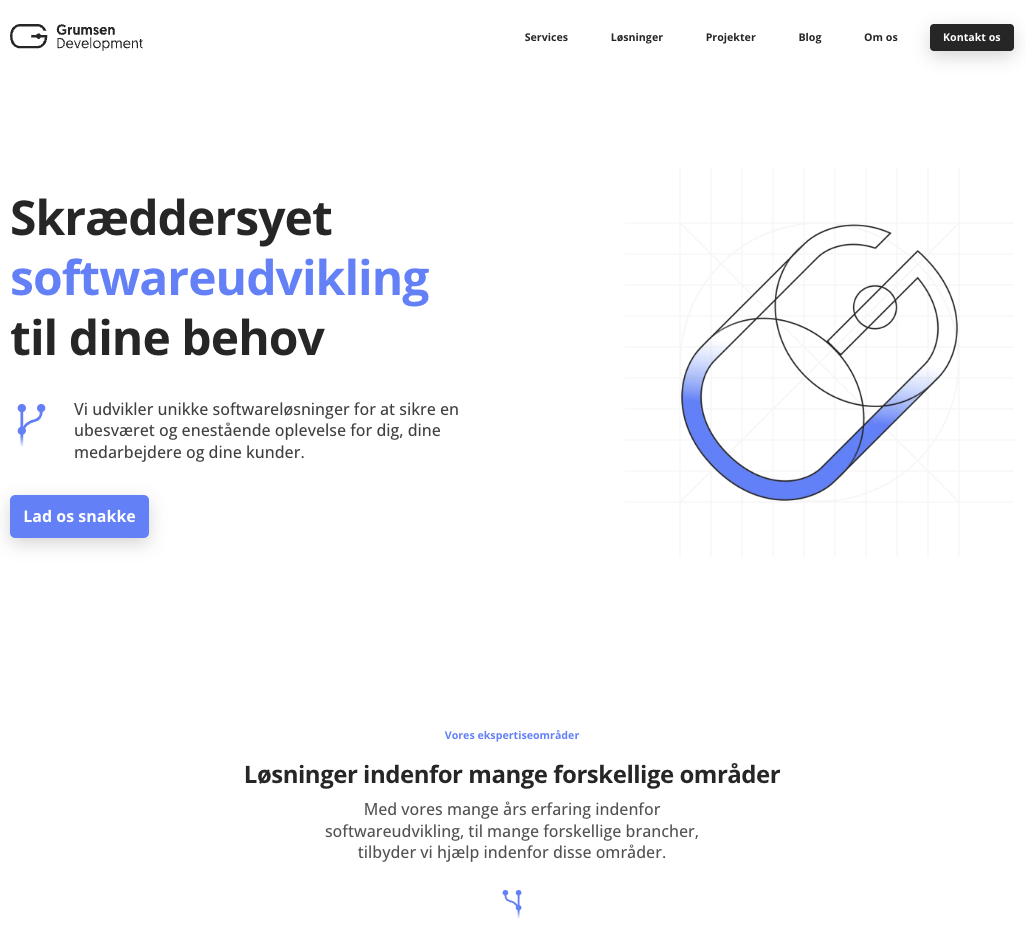 Grumsen
Development
Services
Løsninger
Projekter
Blog
Om os
Kontakt os
Skræddersyet
softwareudvikling
til dine behov
Vi udvikler unikke softwareløsninger for at sikre en
ubesværet og enestående oplevelse for dig, dine
medarbejdere og dine kunder.
Lad os snakke
Vores ekspertiseområder
Løsninger indenfor mange forskellige områder
Med vores mange års erfaring indenfor
softwareudvikling, til mange forskellige brancher,
tilbyder vi hjælp indenfor disse områder.